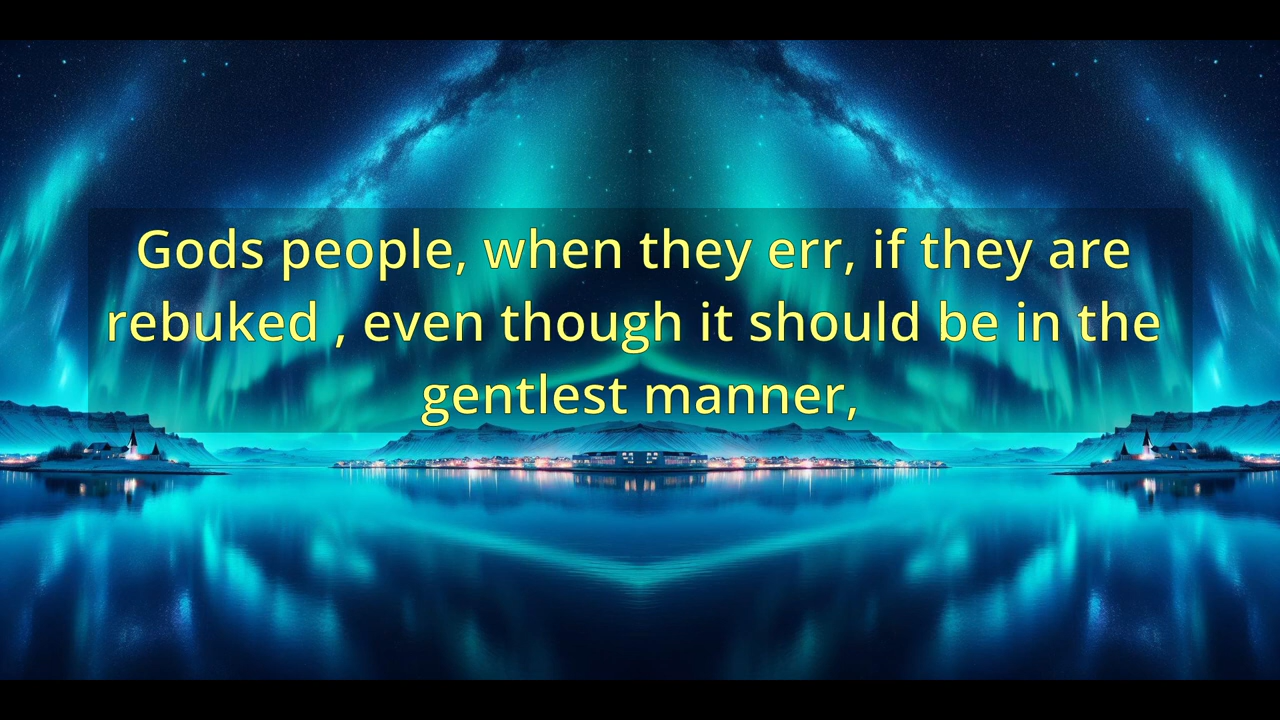 Gods people, when they err, if they are
rebuked , even though it should be in the
gentlest manner,